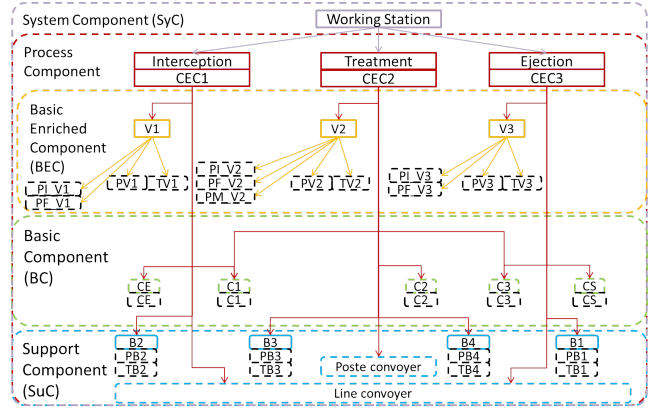 System Component (SyC)
Working Station
Process
Component
Interception
CEC1
Treatment
CEC2
Ejection
CEC3
Basic
Enriched
Component
(BEC)
V1
V2
V3
PI_V1
PF_V1
PV1
TV1
PI_V2
PF_V2
PM_V2
PV2
TV2
PI_V3
PF_V3
PV3
TV3
Basic
Component
(BC)
CE
CE
C1
C1
C2
C2
C3
C3
CS
CS
Support
Component
(SuC)
B2
PB2
TB2
B3
PB3
TB3
Poste convoyer
B4
PB4
TB4
B1
PB1
TB1
Line convoyer